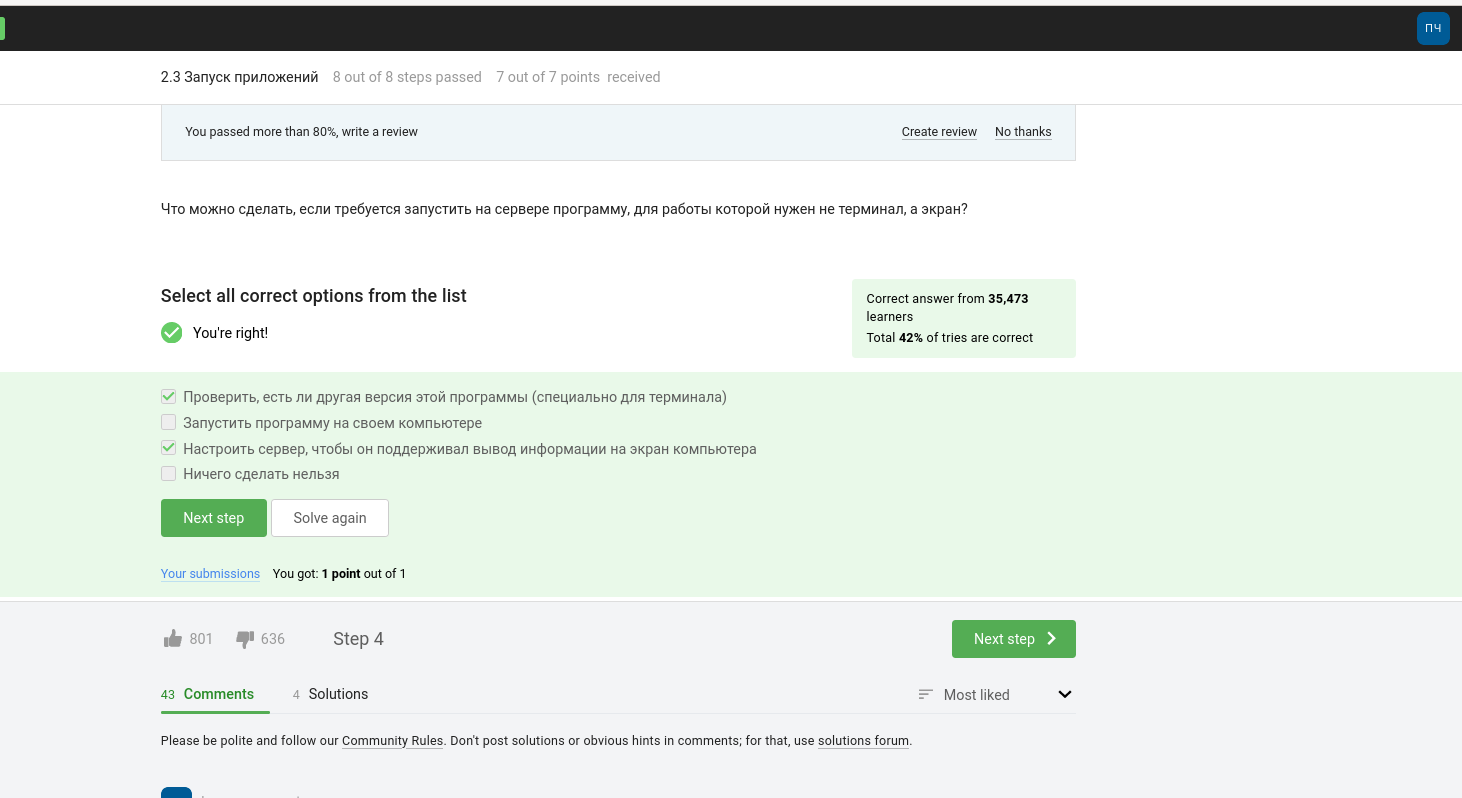 ПЧ
2.3 Запуск приложений 8 out of 8 steps passed 7 out of 7 points received
You passed more than 80%, write a review Create review No thanks
Что можно сделать, если требуется запустить на сервере программу, для работы которой нужен не терминал, а экран?
Select all correct options from the list
You're right!
Correct answer from 35,473
learners
Total 42% of tries are correct
Проверить, есть ли другая версия этой программы (специально для терминала)
Запустить программу на своем компьютере
Настроить сервер, чтобы он поддерживал вывод информации на экран компьютера
Ничего сделать нельзя
Next step Solve again
Your submissions You got: 1 point out of 1
801 636 Step 4 Next step
43 Comments 4 Solutions Most liked
Please be polite and follow our Community Rules. Don't post solutions or obvious hints in comments; for that, use solutions forum.